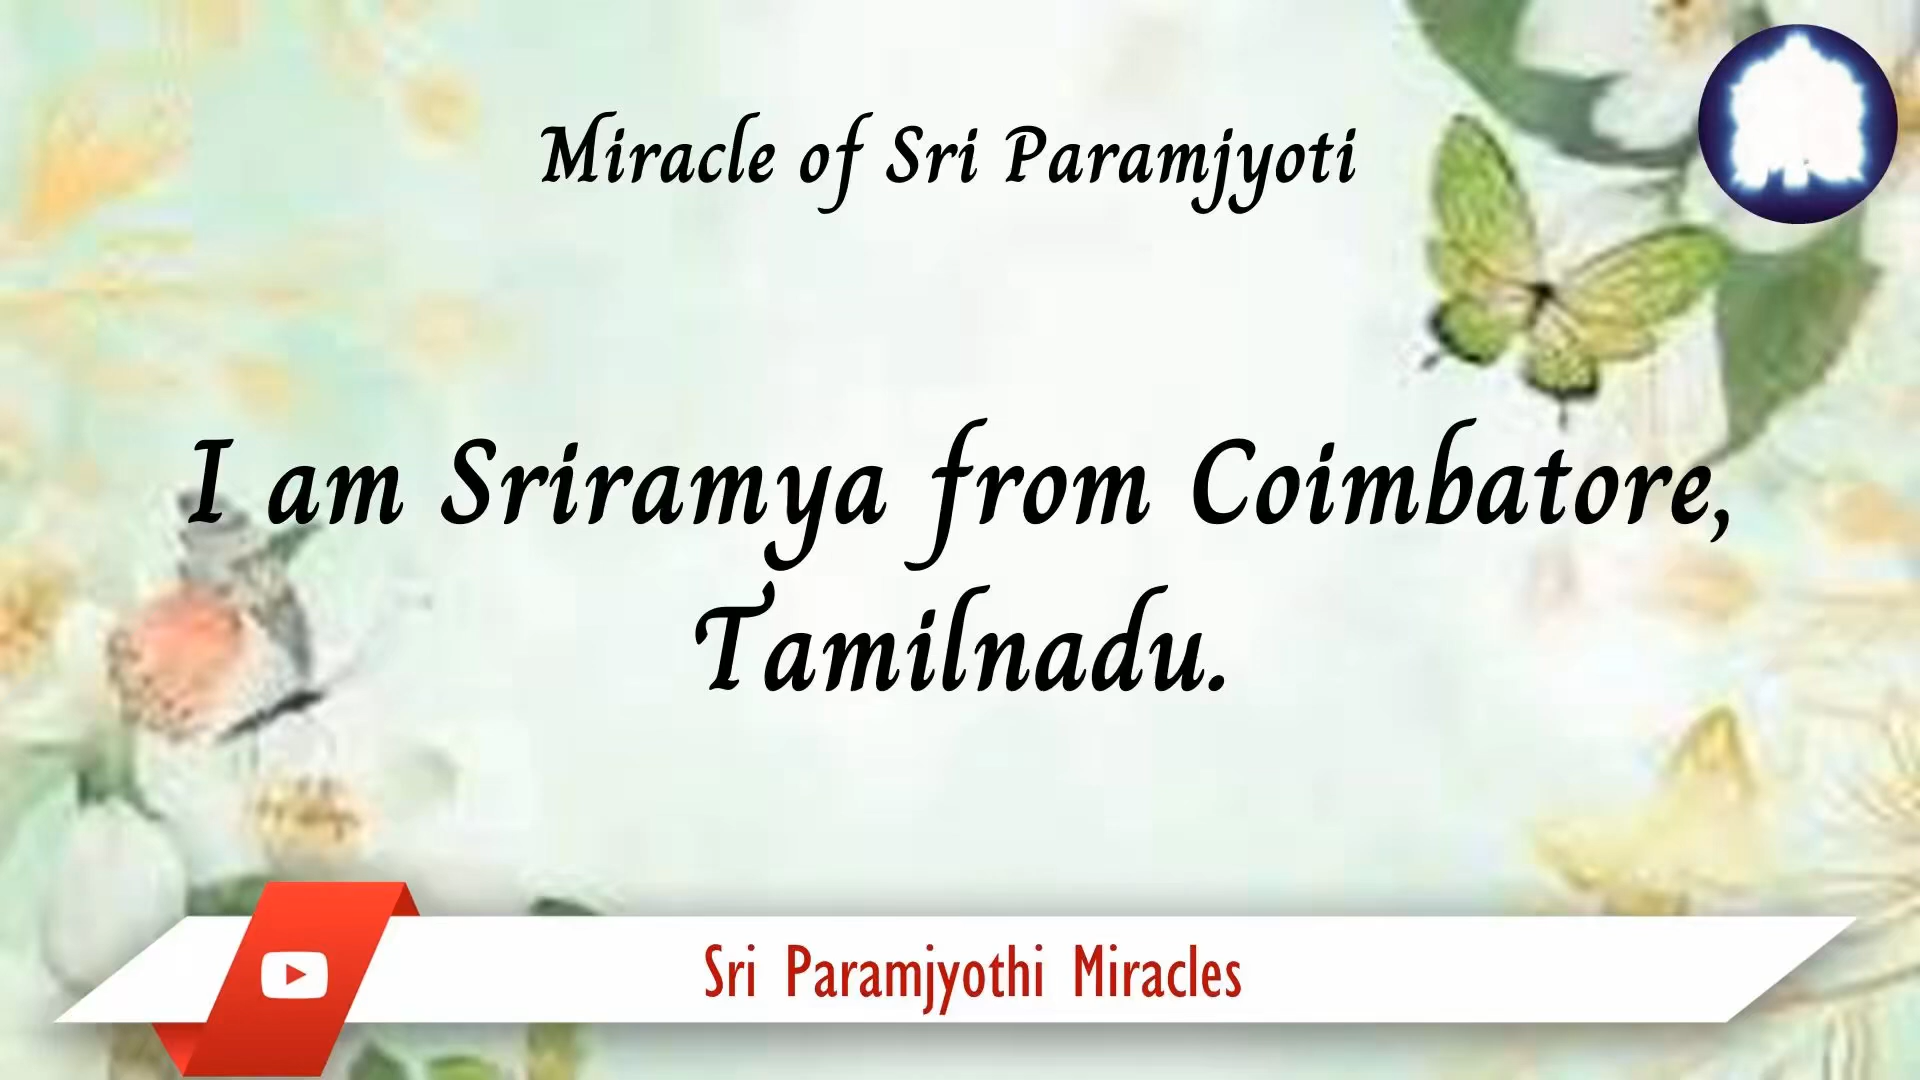 Miracle of Sri Paramjyoti
I am Sriramya from Coimbatore,
Tamilnadu.
Sri Paramjyothi Miracles